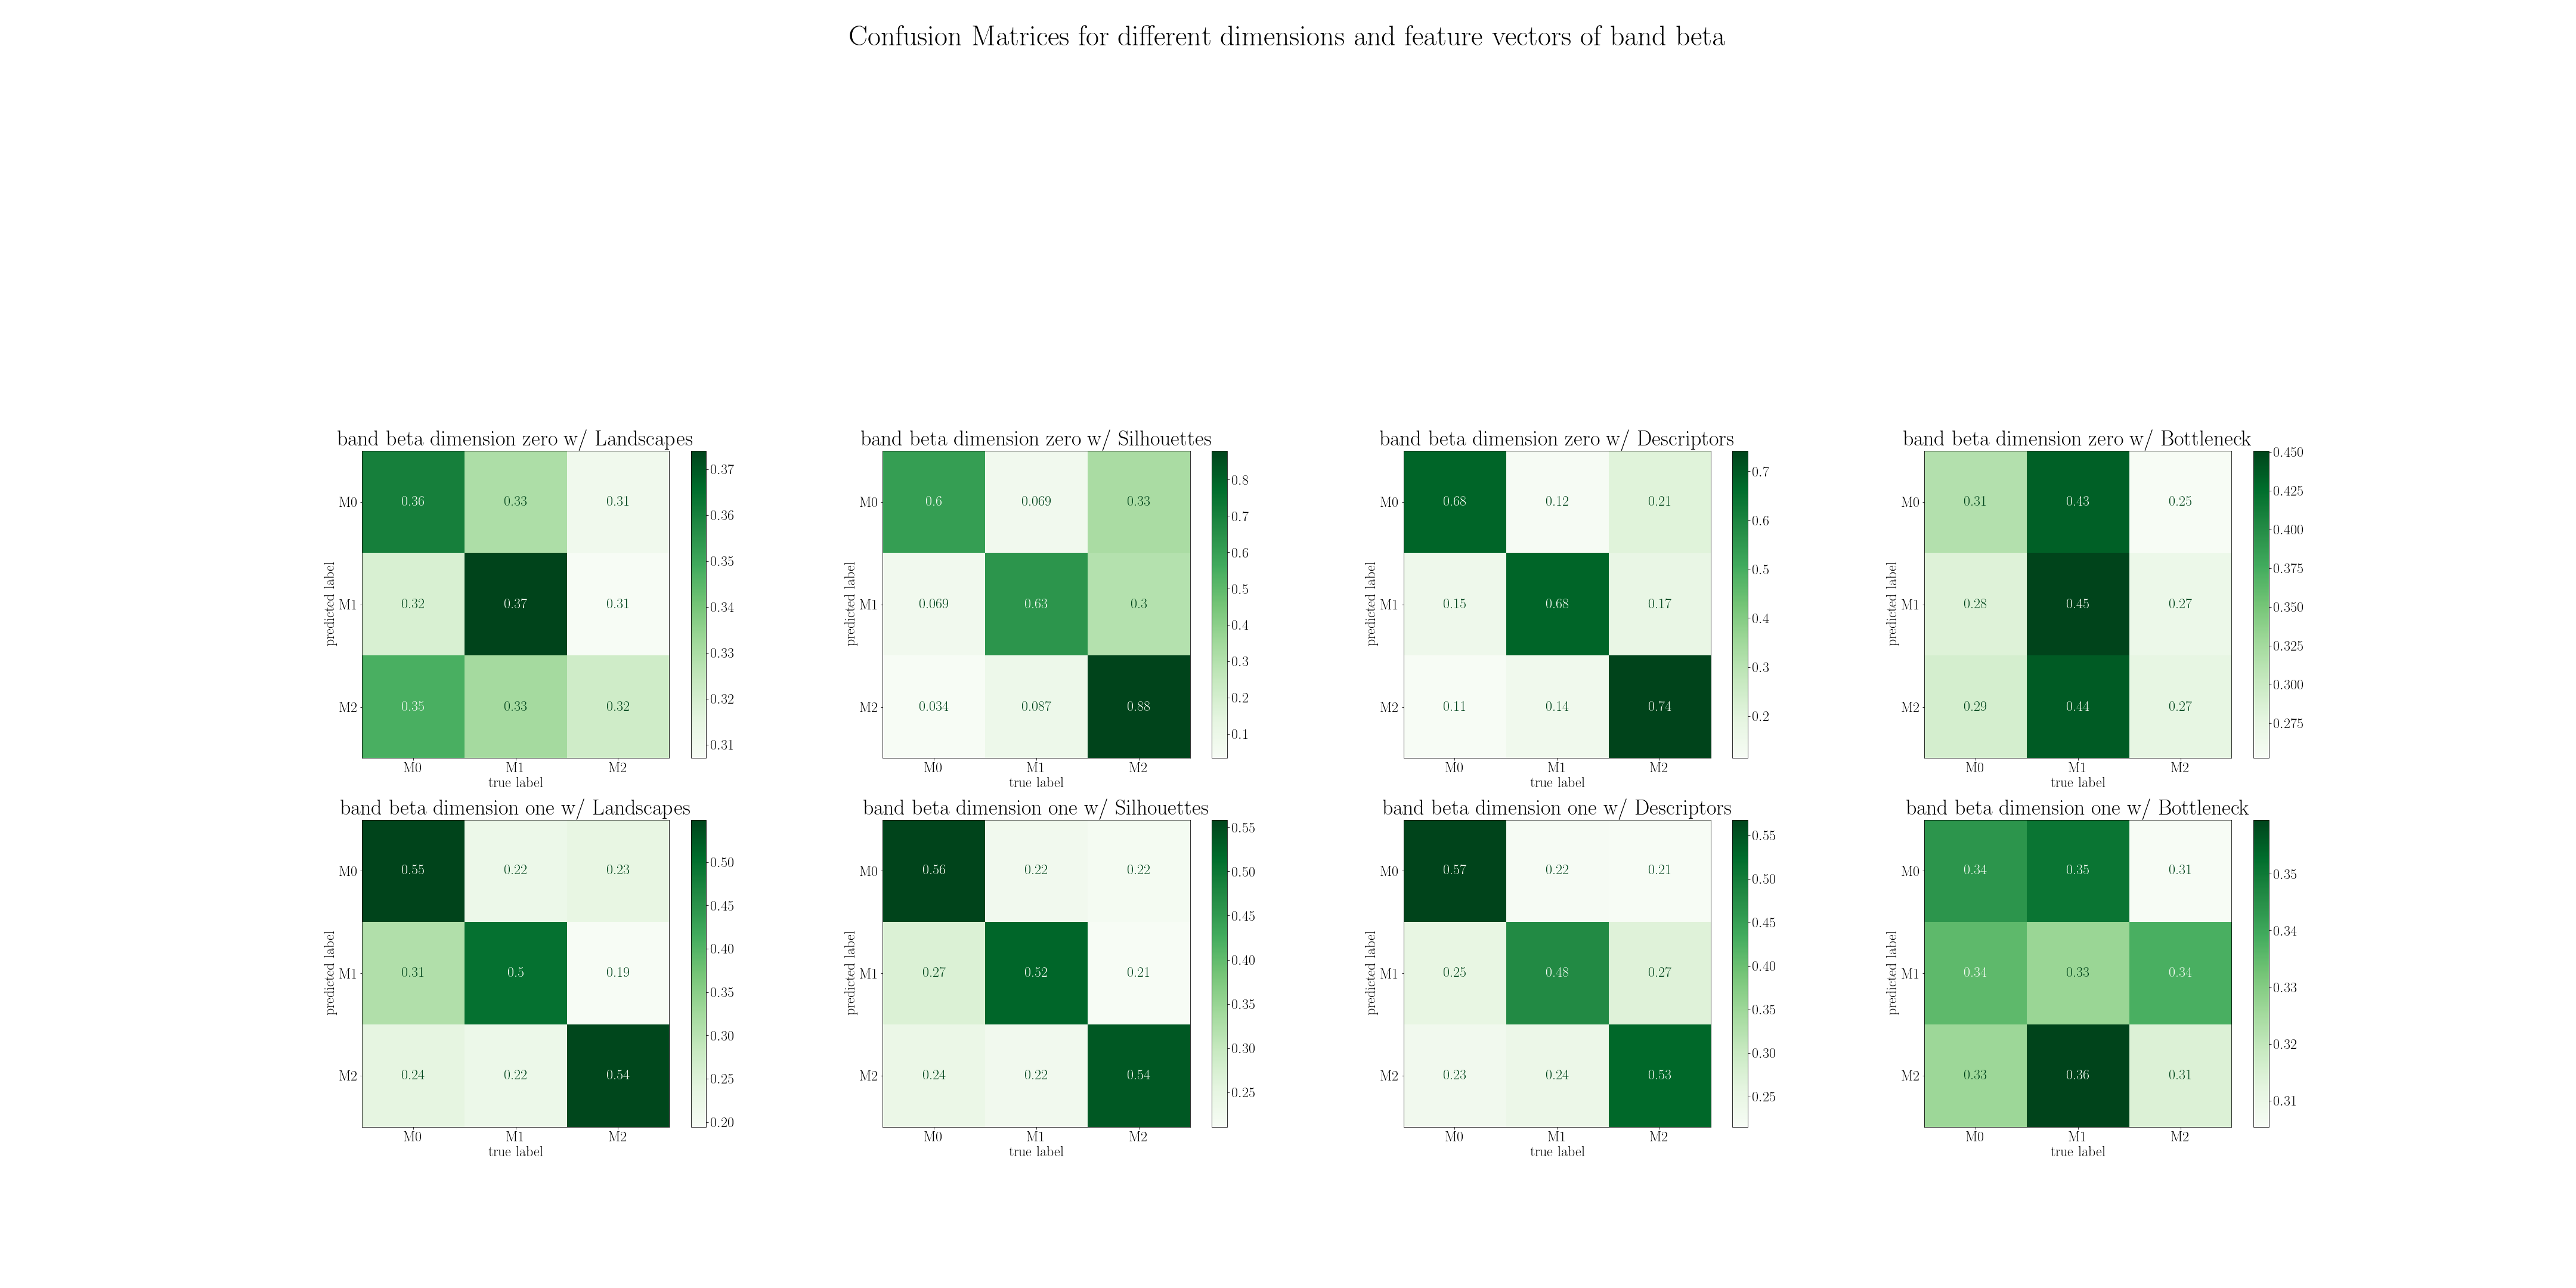 Confusion Matrices for different dimensions and feature vectors of band beta
band beta dimension zero w/ Landscapes
M0 0.36 0.33 0.31
M1 0.32 0.37 0.31
M2 0.35 0.33 0.32
M0 M1 M2
true label
predicted label
0.37
0.36
0.35
0.34
0.33
0.32
0.31
band beta dimension zero w/ Silhouettes
M0 0.6 0.069 0.33
M1 0.069 0.63 0.3
M2 0.034 0.087 0.88
M0 M1 M2
true label
predicted label
0.8
0.7
0.6
0.5
0.4
0.3
0.2
0.1
band beta dimension zero w/ Descriptors
M0 0.68 0.12 0.21
M1 0.15 0.68 0.17
M2 0.11 0.14 0.74
M0 M1 M2
true label
predicted label
0.7
0.6
0.5
0.4
0.3
0.2
band beta dimension zero w/ Bottleneck
M0 0.31 0.43 0.25
M1 0.28 0.45 0.27
M2 0.29 0.44 0.27
M0 M1 M2
true label
predicted label
0.450
0.425
0.400
0.375
0.350
0.325
0.300
0.275
band beta dimension one w/ Landscapes
M0 0.55 0.22 0.23
M1 0.31 0.5 0.19
M2 0.24 0.22 0.54
M0 M1 M2
true label
predicted label
0.50
0.45
0.40
0.35
0.30
0.25
0.20
band beta dimension one w/ Silhouettes
M0 0.56 0.22 0.22
M1 0.27 0.52 0.21
M2 0.24 0.22 0.54
M0 M1 M2
true label
predicted label
0.55
0.50
0.45
0.40
0.35
0.30
0.25
band beta dimension one w/ Descriptors
M0 0.57 0.22 0.21
M1 0.25 0.48 0.27
M2 0.23 0.24 0.53
M0 M1 M2
true label
predicted label
0.55
0.50
0.45
0.40
0.35
0.30
0.25
band beta dimension one w/ Bottleneck
M0 0.34 0.35 0.31
M1 0.34 0.33 0.34
M2 0.33 0.36 0.31
M0 M1 M2
true label
predicted label
0.35
0.34
0.33
0.32
0.31